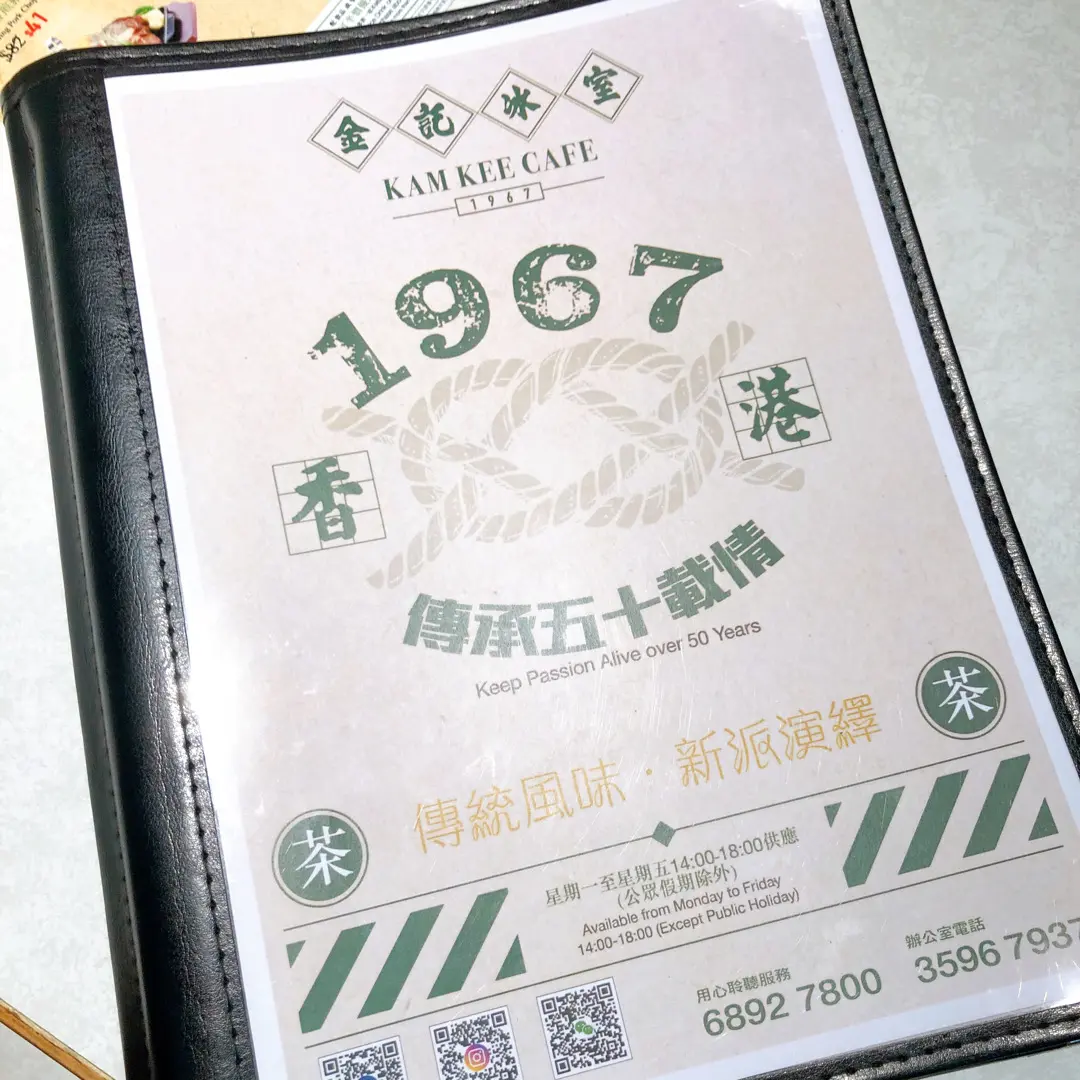 $82 $41
金記冰室
KAM KEE CAFE
1967
1967
香港
傳承五十載情
Keep Passion Alive over 50 Years
傳統風味·新派演繹
茶
茶
星期一至星期五14:00-18:00供應
(公眾假期除外)
Available from Monday to Friday
14:00-18:00 (Except Public Holiday)
用心聆聽服務
6892 7800
辦公室電話
3596 7937